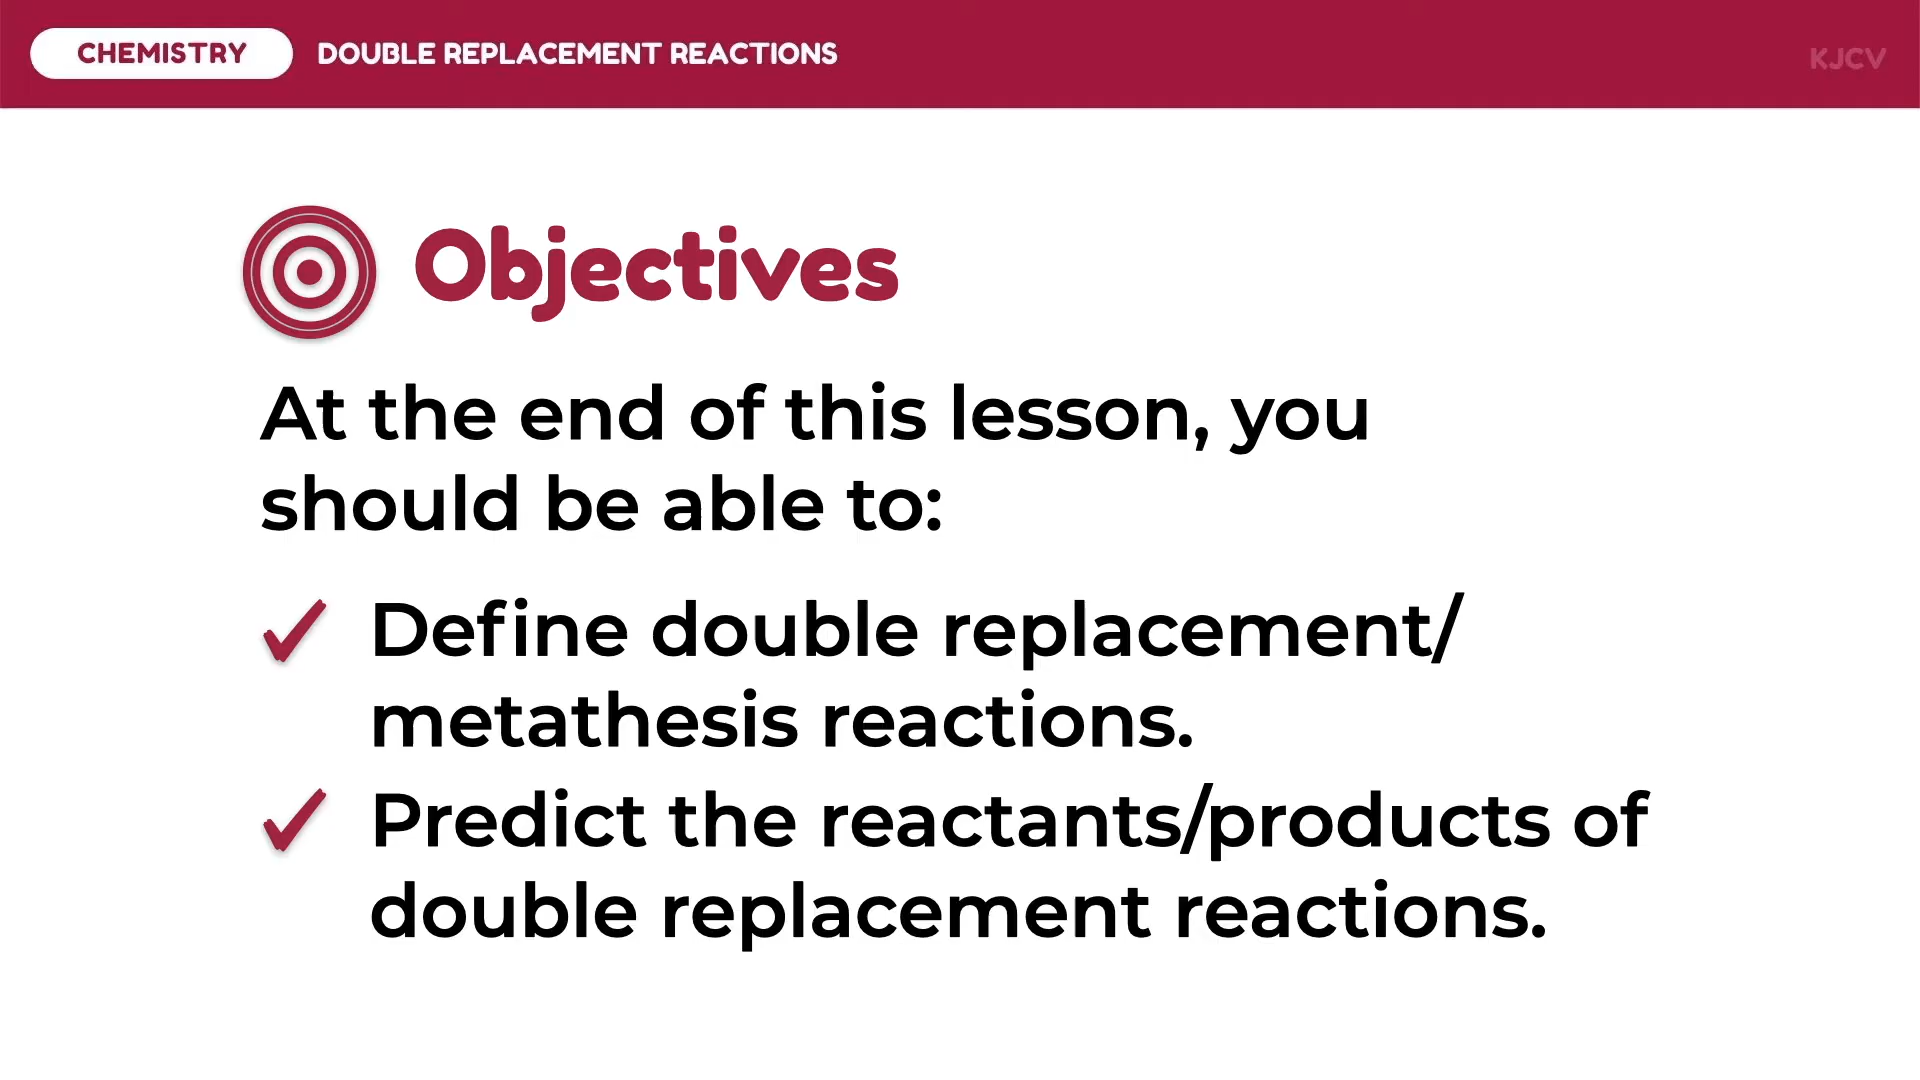 CHEMISTRY DOUBLE REPLACEMENT REACTIONS KJCV
Objectives
At the end of this lesson, you
should be able to:
Define double replacement/
metathesis reactions.
Predict the reactants/products of
double replacement reactions.